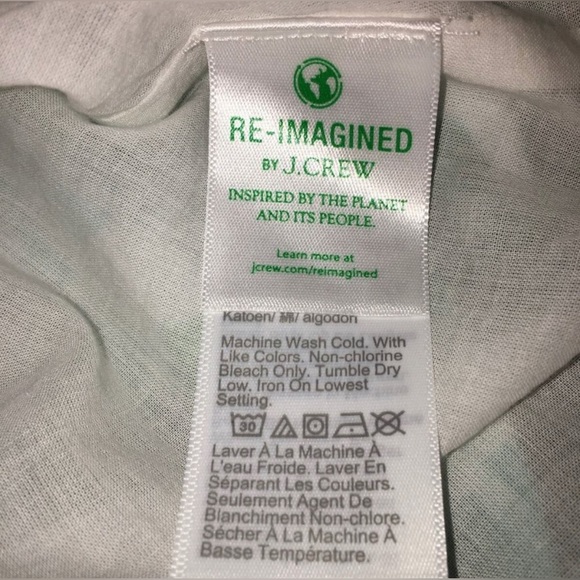 RE-IMAGINED
BY J.CREW
INSPIRED BY THE PLANET
AND ITS PEOPLE.
Learn more at
jcrew.com/reimagined
Katoen/ 綿/ algodon
Machine Wash Cold. With
Like Colors. Non-chlorine
Bleach Only. Tumble Dry
Low. Iron On Lowest
Setting.
30
Laver À La Machine À
L'eau Froide. Laver En
Séparant Les Couleurs.
Seulement Agent De
Blanchiment Non-chlore.
Sécher À La Machine À
Basse Température.